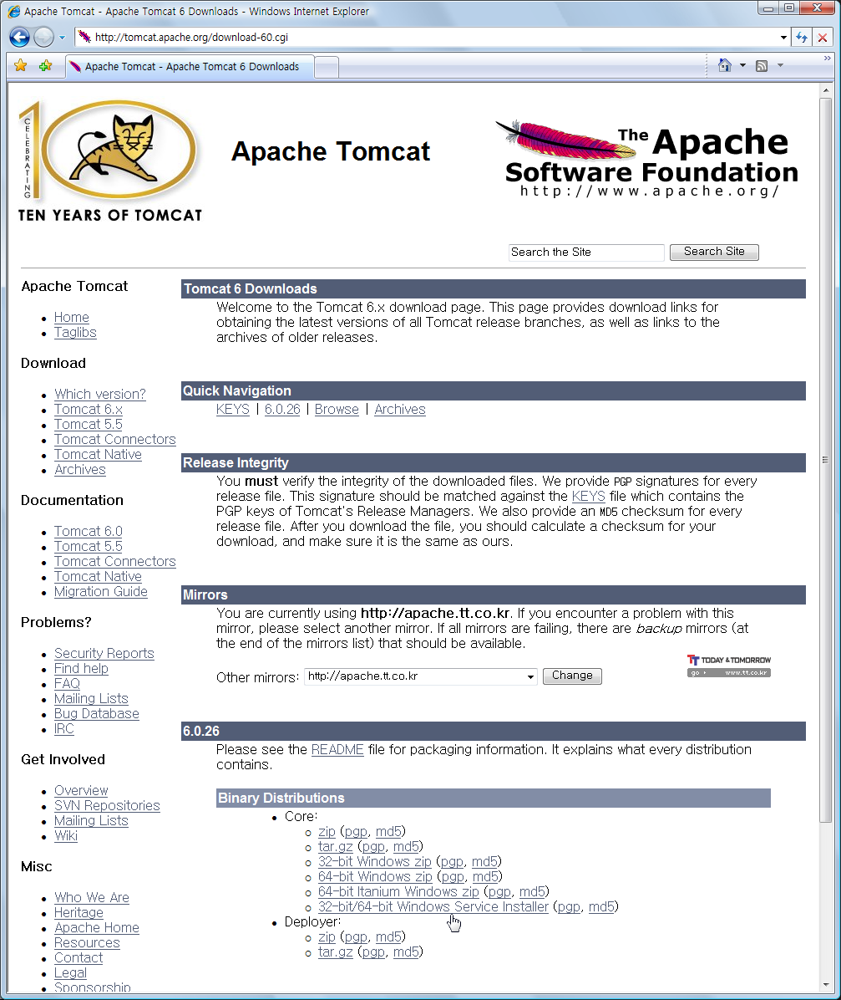 Apache Tomcat - Apache Tomcat 6 Downloads - Windows Internet Explorer
http://tomcat.apache.org/download-60.cgi
Apache Tomcat - Apache Tomcat 6 Downloads
CELEBRATING
10
TEN YEARS OF TOMCAT
Apache Tomcat
The Apache
Software Foundation
http://www.apache.org/
Search the Site
Search Site
Apache Tomcat
Home
Taglibs
Download
Which version?
Tomcat 6.x
Tomcat 5.5
Tomcat Connectors
Tomcat Native
Archives
Documentation
Tomcat 6.0
Tomcat 5.5
Tomcat Connectors
Tomcat Native
Migration Guide
Problems?
Security Reports
Find help
FAQ
Mailing Lists
Bug Database
IRC
Get Involved
Overview
SVN Repositories
Mailing Lists
Wiki
Misc
Who We Are
Heritage
Apache Home
Resources
Contact
Legal
Sponsorship
Tomcat 6 Downloads
Welcome to the Tomcat 6.x download page. This page provides download links for
obtaining the latest versions of all Tomcat release branches, as well as links to the
archives of older releases.
Quick Navigation
KEYS | 6.0.26 | Browse | Archives
Release Integrity
You must verify the integrity of the downloaded files. We provide PGP signatures for every
release file. This signature should be matched against the KEYS file which contains the
PGP keys of Tomcat's Release Managers. We also provide an MD5 checksum for every
release file. After you download the file, you should calculate a checksum for your
download, and make sure it is the same as ours.
Mirrors
You are currently using http://apache.tt.co.kr. If you encounter a problem with this
mirror, please select another mirror. If all mirrors are failing, there are backup mirrors (at
the end of the mirrors list) that should be available.
TT TODAY & TOMORROW
go www.tt.co.kr
Other mirrors: http://apache.tt.co.kr Change
6.0.26
Please see the README file for packaging information. It explains what every distribution
contains.
Binary Distributions
Core:
zip (pgp, md5)
tar.gz (pgp, md5)
32-bit Windows zip (pgp, md5)
64-bit Windows zip (pgp, md5)
64-bit Itanium Windows zip (pgp, md5)
32-bit/64-bit Windows Service Installer (pgp, md5)
Deployer:
zip (pgp, md5)
tar.gz (pgp, md5)